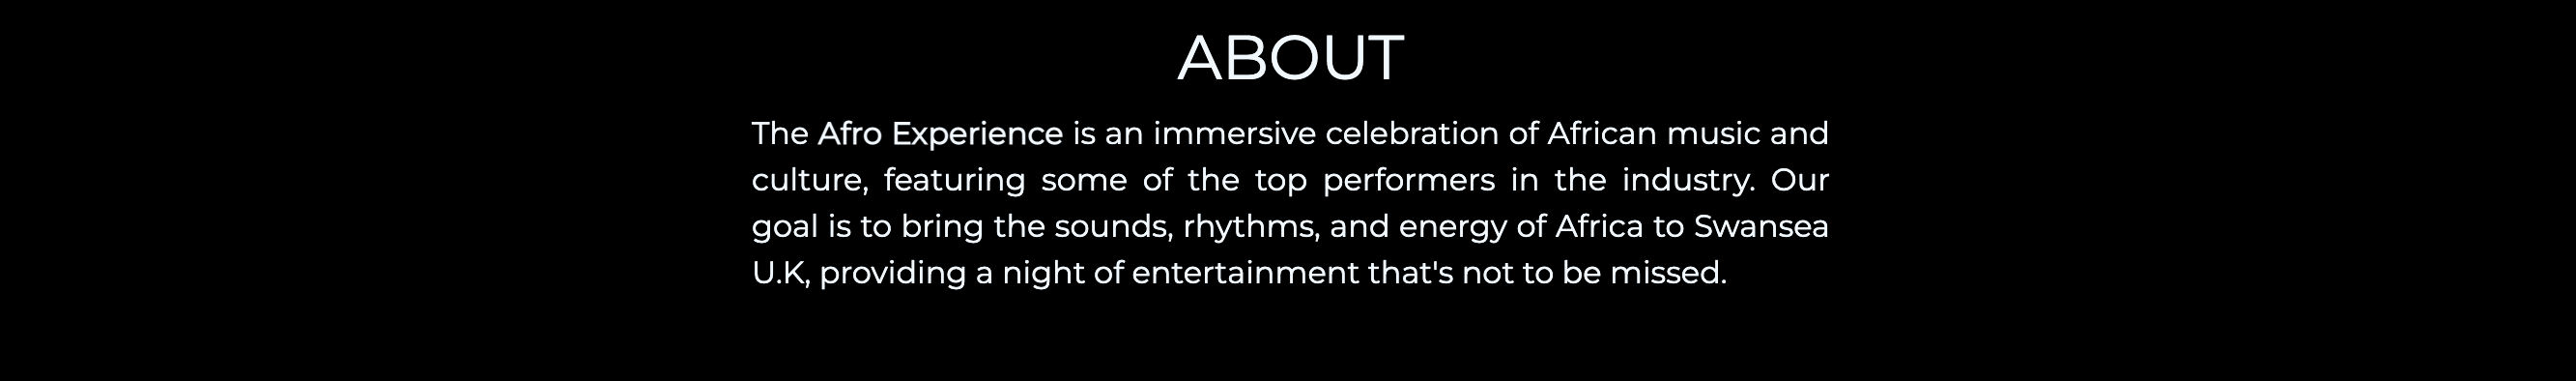 ABOUT
The Afro Experience is an immersive celebration of African music and
culture, featuring some of the top performers in the industry. Our
goal is to bring the sounds, rhythms, and energy of Africa to Swansea
U.K, providing a night of entertainment that's not to be missed.